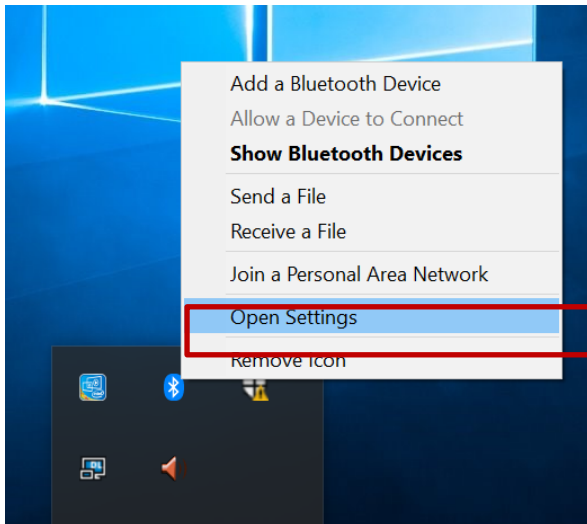 Add a Bluetooth Device
Allow a Device to Connect
Show Bluetooth Devices
Send a File
Receive a File
Join a Personal Area Network
Open Settings
Remove Icon
DL